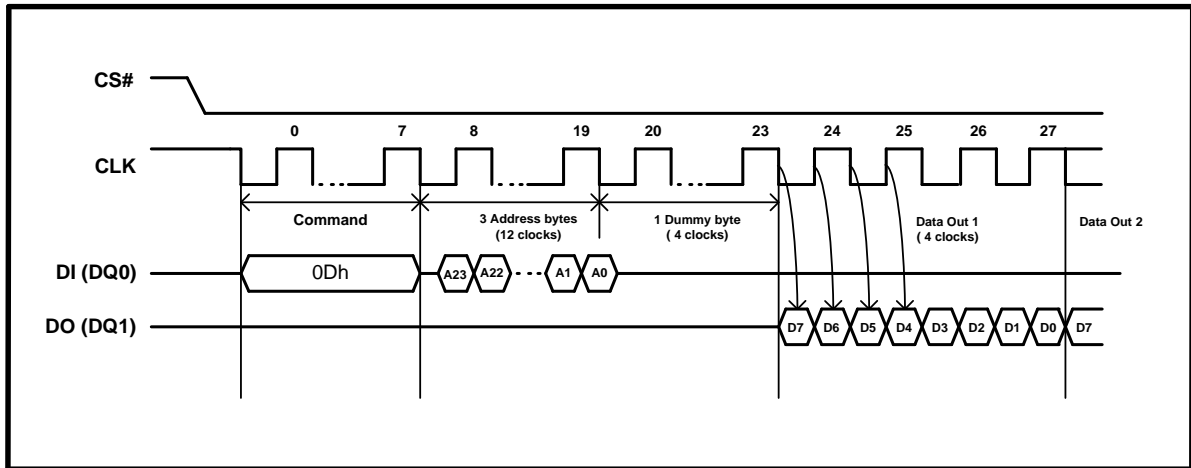 CS#
0 7 8 19 20 23 24 25 26 27
CLK
Command
3 Address bytes
(12 clocks)
1 Dummy byte
( 4 clocks)
Data Out 1
( 4 clocks)
Data Out 2
DI (DQ0)
0Dh
A23 A22 A1 A0
DO (DQ1)
D7 D6 D5 D4 D3 D2 D1 D0 D7